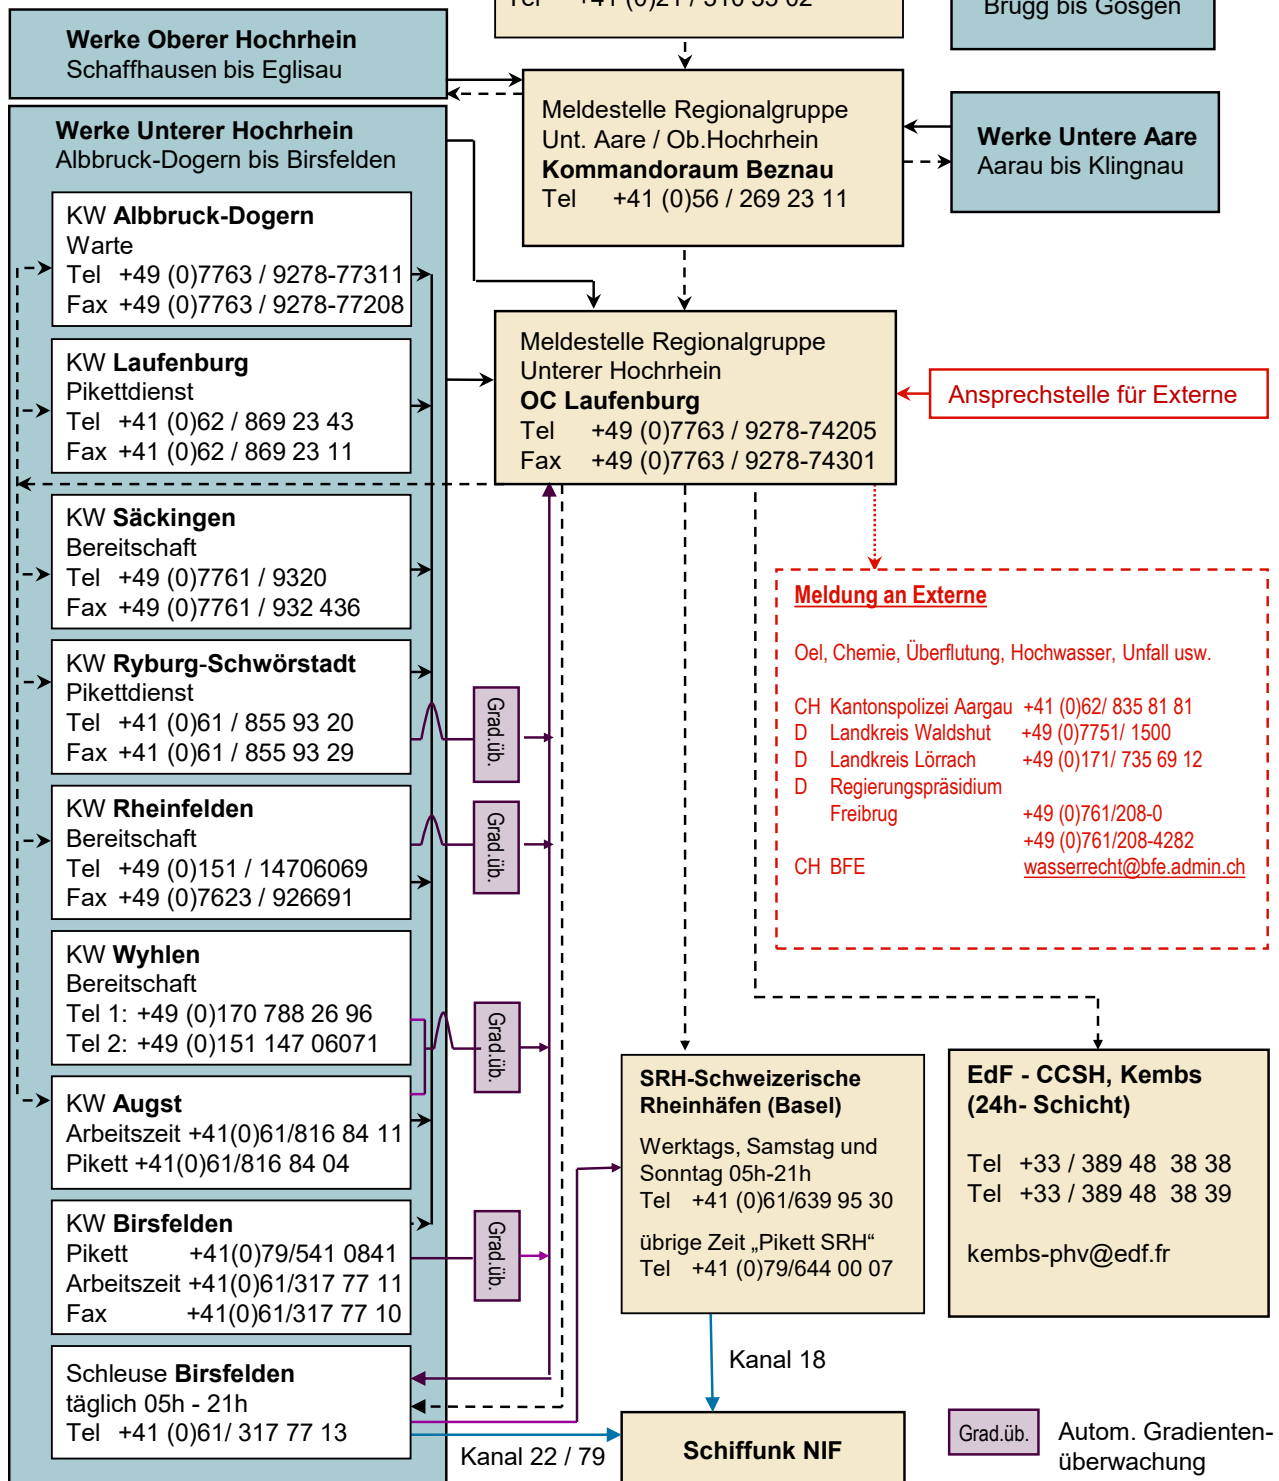 Tel +41 (0)21 / 310 35 02
Brugg bis Gösgen
Werke Oberer Hochrhein
Schaffhausen bis Eglisau
Meldestelle Regionalgruppe
Unt. Aare / Ob.Hochrhein
Kommandoraum Beznau
Tel +41 (0)56 / 269 23 11
Werke Untere Aare
Aarau bis Klingnau
Werke Unterer Hochrhein
Albbruck-Dogern bis Birsfelden
KW Albbruck-Dogern
Warte
Tel +49 (0)7763 / 9278-77311
Fax +49 (0)7763 / 9278-77208
KW Laufenburg
Pikettdienst
Tel +41 (0)62 / 869 23 43
Fax +41 (0)62 / 869 23 11
Meldestelle Regionalgruppe
Unterer Hochrhein
OC Laufenburg
Tel +49 (0)7763 / 9278-74205
Fax +49 (0)7763 / 9278-74301
Ansprechstelle für Externe
KW Säckingen
Bereitschaft
Tel +49 (0)7761 / 9320
Fax +49 (0)7761 / 932 436
KW Ryburg-Schwörstadt
Pikettdienst
Tel +41 (0)61 / 855 93 20
Fax +41 (0)61 / 855 93 29
Grad.üb.
KW Rheinfelden
Bereitschaft
Tel +49 (0)151 / 14706069
Fax +49 (0)7623 / 926691
Grad.üb.
KW Wyhlen
Bereitschaft
Tel 1: +49 (0)170 788 26 96
Tel 2: +49 (0)151 147 06071
Grad.üb.
KW Augst
Arbeitszeit +41(0)61/816 84 11
Pikett +41(0)61/816 84 04
KW Birsfelden
Pikett +41(0)79/541 0841
Arbeitszeit +41(0)61/317 77 11
Fax +41(0)61/317 77 10
Grad.üb.
Schleuse Birsfelden
täglich 05h - 21h
Tel +41 (0)61/ 317 77 13
Meldung an Externe
Oel, Chemie, Überflutung, Hochwasser, Unfall usw.
CH Kantonspolizei Aargau +41 (0)62/ 835 81 81
D Landkreis Waldshut +49 (0)7751/ 1500
D Landkreis Lörrach +49 (0)171/ 735 69 12
D Regierungspräsidium
Freibrug +49 (0)761/208-0
+49 (0)761/208-4282
CH BFE wasserrecht@bfe.admin.ch
SRH-Schweizerische
Rheinhäfen (Basel)
Werktags, Samstag und
Sonntag 05h-21h
Tel +41 (0)61/639 95 30
übrige Zeit „Pikett SRH“
Tel +41 (0)79/644 00 07
EdF - CCSH, Kembs
(24h- Schicht)
Tel +33 / 389 48 38 38
Tel +33 / 389 48 38 39
kembs-phv@edf.fr
Kanal 18
Kanal 22 / 79
Schiffunk NIF
Grad.üb.
Autom. Gradienten-
überwachung